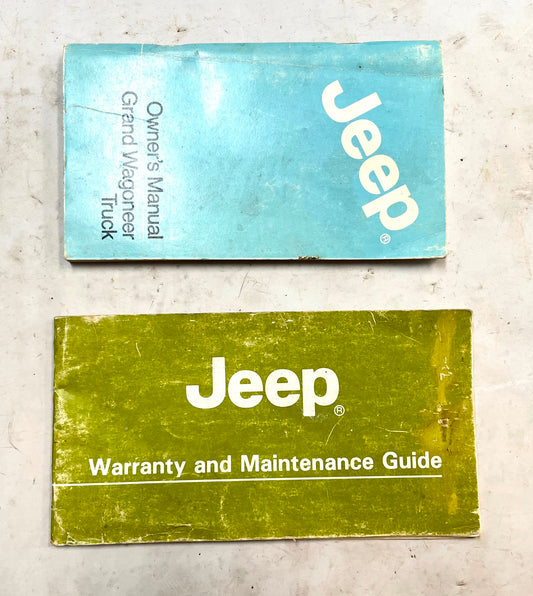 Jeep®
Owner's Manual
Grand Wagoneer
Truck
Jeep®
Warranty and Maintenance Guide